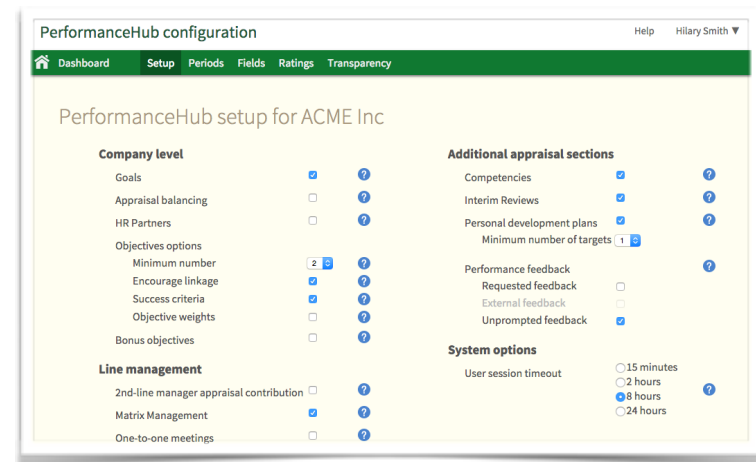 PerformanceHub configuration
Help Hilary Smith ▼
Dashboard Setup Periods Fields Ratings Transparency
PerformanceHub setup for ACME Inc
Company level
Goals ?
Appraisal balancing ?
HR Partners ?
Objectives options
Minimum number 2 ?
Encourage linkage ?
Success criteria ?
Objective weights ?
Bonus objectives ?
Line management
2nd-line manager appraisal contribution ?
Matrix Management ?
One-to-one meetings ?
Additional appraisal sections
Competencies ?
Interim Reviews ?
Personal development plans ?
Minimum number of targets 1
Performance feedback ?
Requested feedback
External feedback
Unprompted feedback
System options
User session timeout 15 minutes
2 hours
8 hours ?
24 hours